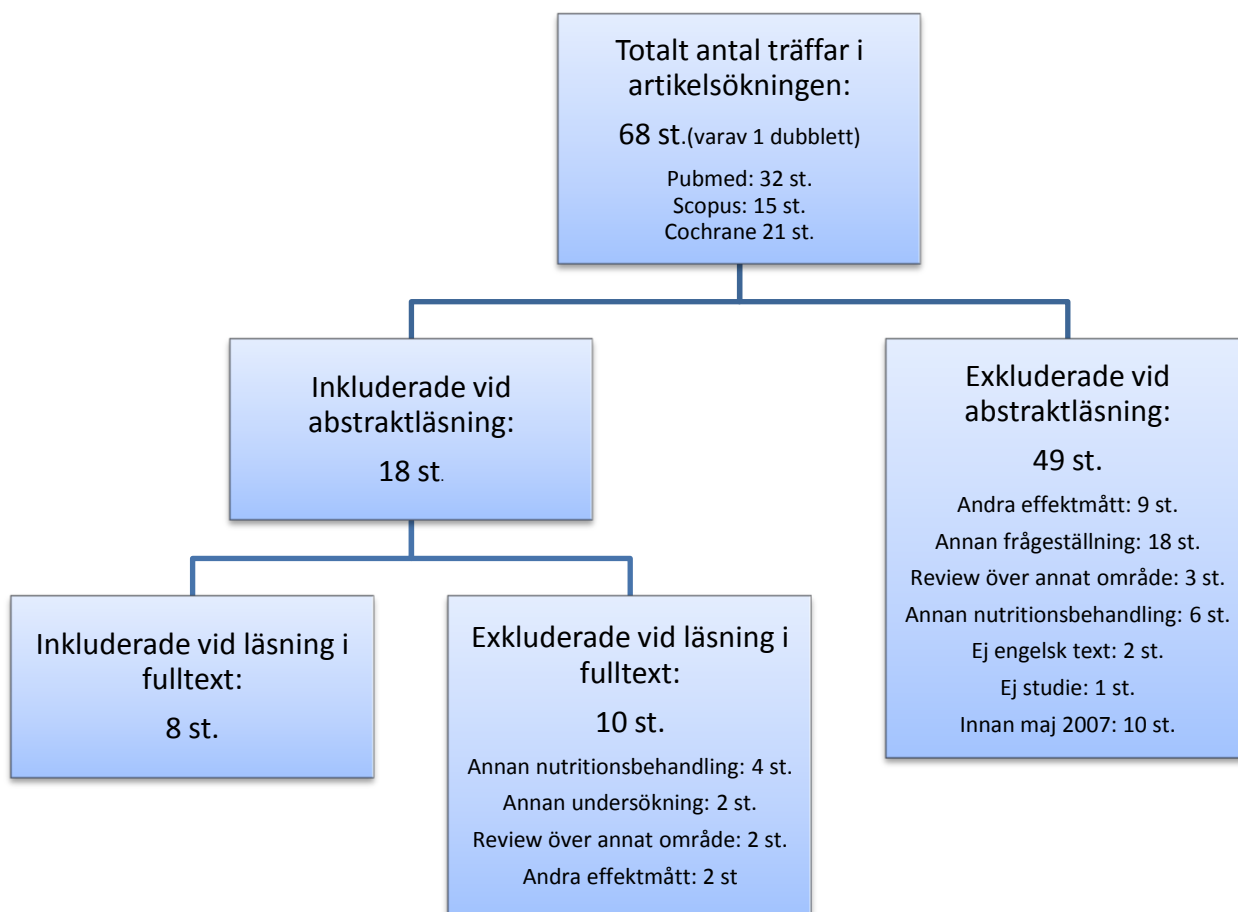 Totalt antal träffar i
artikelsökningen:
68 st.(varav 1 dubblett)
Pubmed: 32 st.
Scopus: 15 st.
Cochrane 21 st.
Inkluderade vid
abstraktläsning:
18 st.
Exkluderade vid
abstraktläsning:
49 st.
Andra effektmått: 9 st.
Annan frågeställning: 18 st.
Review över annat område: 3 st.
Annan nutritionsbehandling: 6 st.
Ej engelsk text: 2 st.
Ej studie: 1 st.
Innan maj 2007: 10 st.
Inkluderade vid läsning i
fulltext:
8 st.
Exkluderade vid läsning i
fulltext:
10 st.
Annan nutritionsbehandling: 4 st.
Annan undersökning: 2 st.
Review över annat område: 2 st.
Andra effektmått: 2 st